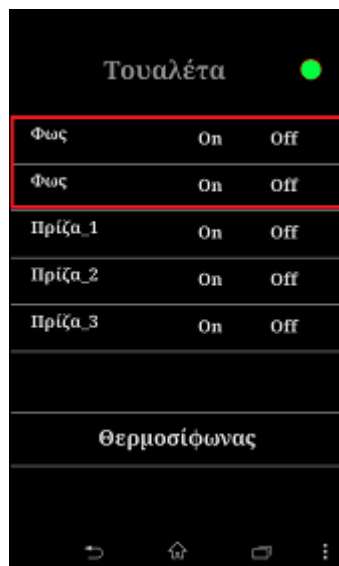 Τουαλέτα
Φως On Off
Φως On Off
Πρίζα_1 On Off
Πρίζα_2 On Off
Πρίζα_3 On Off
Θερμοσίφωνας